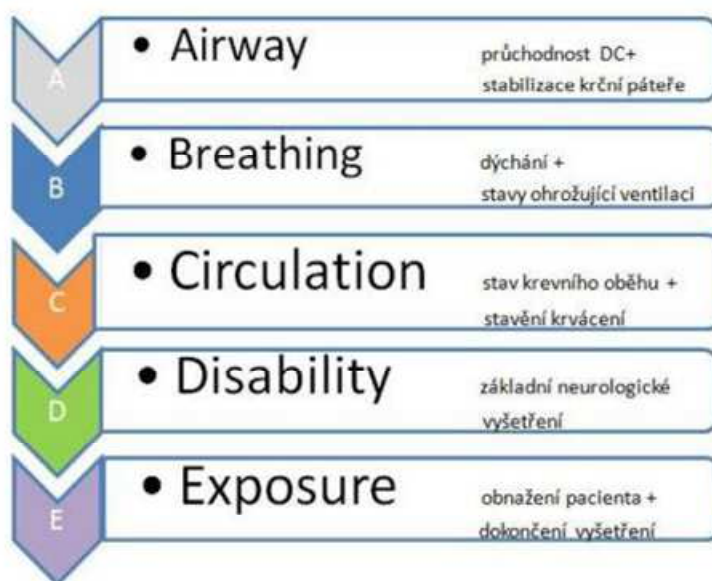 A
• Airway
průchodnost DC+
stabilizace krční páteře
B
• Breathing
dýchání +
stavy ohrožující ventilaci
C
• Circulation
stav krevního oběhu +
stavění krvácení
D
• Disability
základní neurologické
vyšetření
E
• Exposure
obnažení pacienta +
dokončení vyšetření